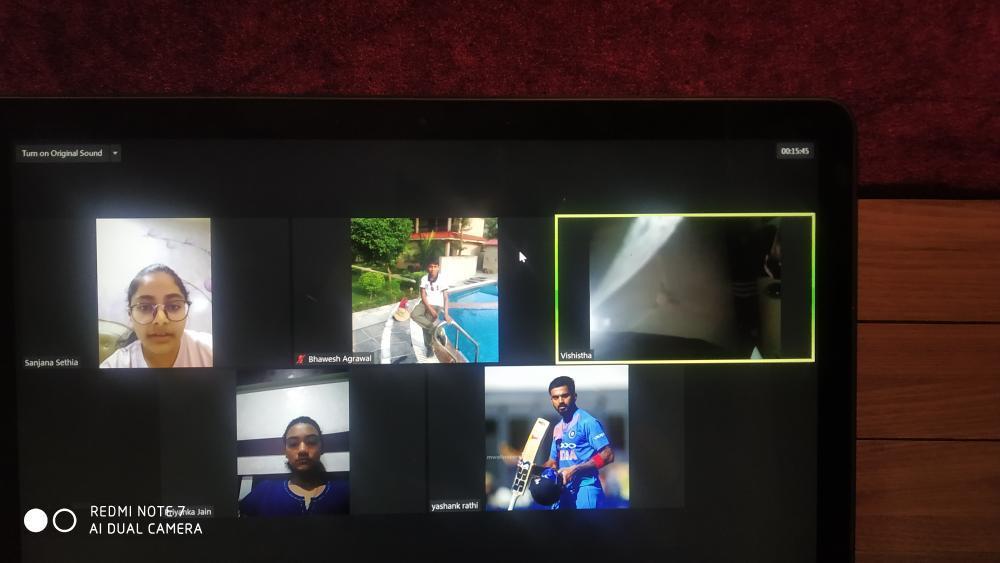 Turn on Original Sound
00:15:45
Sanjana Sethia
Bhawesh Agrawal
Vishistha
Jain
yashank rathi
REDMI NOTE 7
AI DUAL CAMERA